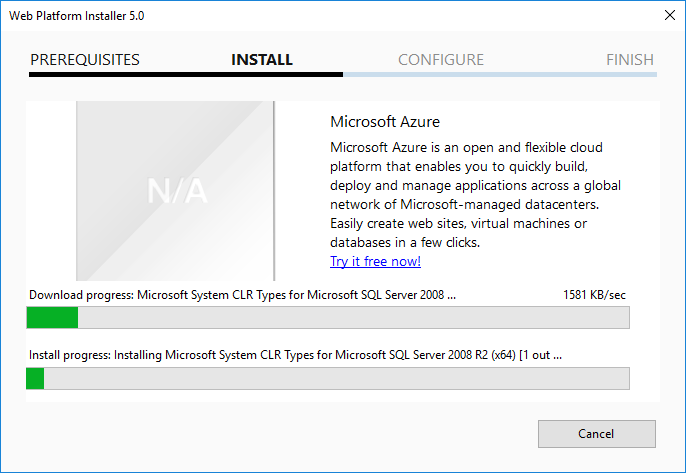 Web Platform Installer 5.0
PREREQUISITES INSTALL CONFIGURE FINISH
N/A
Microsoft Azure
Microsoft Azure is an open and flexible cloud
platform that enables you to quickly build,
deploy and manage applications across a global
network of Microsoft-managed datacenters.
Easily create web sites, virtual machines or
databases in a few clicks.
Try it free now!
Download progress: Microsoft System CLR Types for Microsoft SQL Server 2008 ... 1581 KB/sec
Install progress: Installing Microsoft System CLR Types for Microsoft SQL Server 2008 R2 (x64) [1 out ...
Cancel